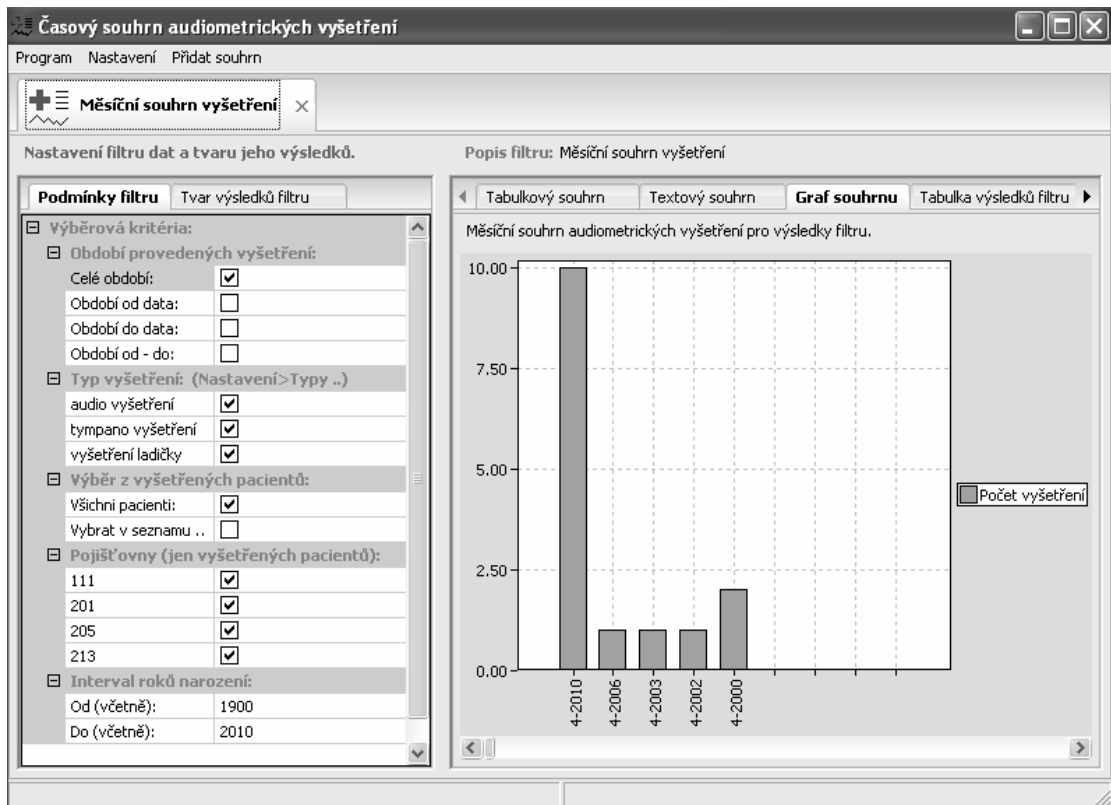 Časový souhrn audiometrických vyšetření
Program Nastavení Přidat souhrn
Měsíční souhrn vyšetření
Nastavení filtru dat a tvaru jeho výsledků.
Podmínky filtru Tvar výsledků filtru
Výběrová kritéria:
Období provedených vyšetření:
Celé období:
Období od data:
Období do data:
Období od - do:
Typ vyšetření: (Nastavení>Typy ..)
audio vyšetření
tympano vyšetření
vyšetření ladičky
Výběr z vyšetřených pacientů:
Všichni pacienti:
Vybrat v seznamu ..
Pojišťovny (jen vyšetřených pacientů):
111
201
205
213
Interval roků narození:
Od (včetně): 1900
Do (včetně): 2010
Popis filtru: Měsíční souhrn vyšetření
Tabulkový souhrn Textový souhrn Graf souhrnu Tabulka výsledků filtru
Měsíční souhrn audiometrických vyšetření pro výsledky filtru.
10.00
7.50
5.00
2.50
0.00
4-2010
4-2006
4-2003
4-2002
4-2000
Počet vyšetření